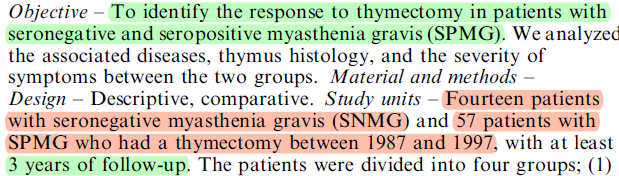 Objective – To identify the response to thymectomy in patients with
seronegative and seropositive myasthenia gravis (SPMG). We analyzed
the associated diseases, thymus histology, and the severity of
symptoms between the two groups. Material and methods –
Design – Descriptive, comparative. Study units – Fourteen patients
with seronegative myasthenia gravis (SNMG) and 57 patients with
SPMG who had a thymectomy between 1987 and 1997, with at least
3 years of follow-up. The patients were divided into four groups; (1)